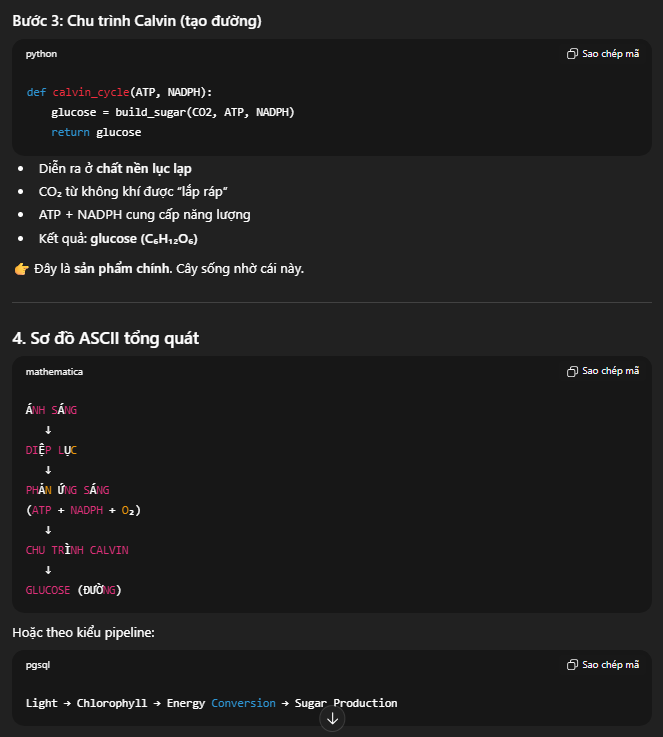 Bước 3: Chu trình Calvin (tạo đường)
python
Sao chép mã
def calvin_cycle(ATP, NADPH):
    glucose = build_sugar(CO2, ATP, NADPH)
    return glucose
• Diễn ra ở chất nền lục lạp
• CO₂ từ không khí được “lắp ráp”
• ATP + NADPH cung cấp năng lượng
• Kết quả: glucose (C₆H₁₂O₆)
👉 Đây là sản phẩm chính. Cây sống nhờ cái này.
4. Sơ đồ ASCII tổng quát
mathematica
Sao chép mã
ÁNH SÁNG
↓
DIỆP LỤC
↓
PHẢN ỨNG SÁNG
(ATP + NADPH + O₂)
↓
CHU TRÌNH CALVIN
↓
GLUCOSE (ĐƯỜNG)
Hoặc theo kiểu pipeline:
pgsql
Sao chép mã
Light → Chlorophyll → Energy Conversion → Sugar Production